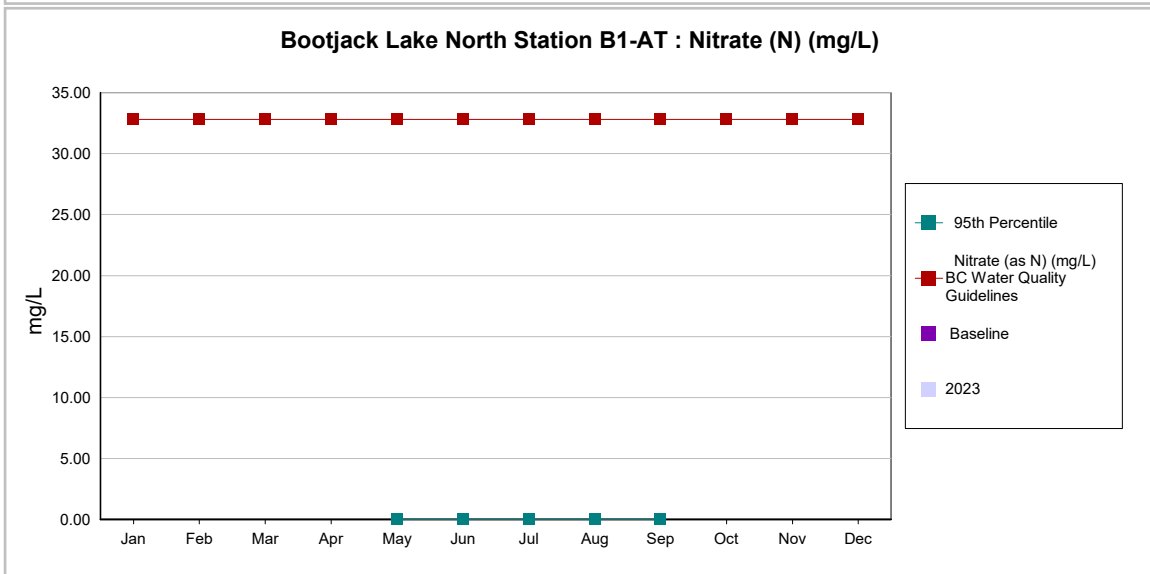 Bootjack Lake North Station B1-AT : Nitrate (N) (mg/L)
35.00
30.00
25.00
20.00
15.00
10.00
5.00
0.00
mg/L
Jan Feb Mar Apr May Jun Jul Aug Sep Oct Nov Dec
95th Percentile
Nitrate (as N) (mg/L)
BC Water Quality
Guidelines
Baseline
2023